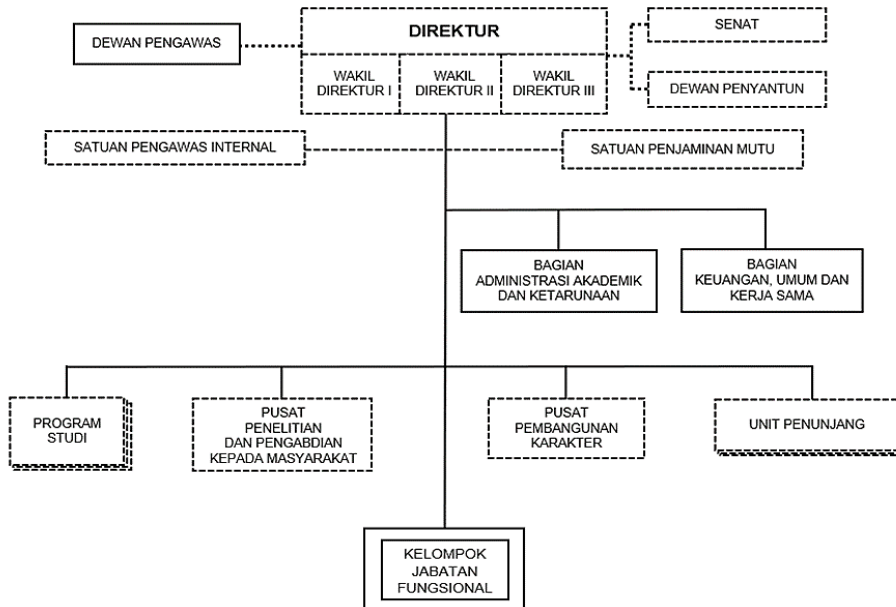 DIREKTUR
DEWAN PENGAWAS
SENAT
WAKIL
DIREKTUR I
WAKIL
DIREKTUR II
WAKIL
DIREKTUR III
DEWAN PENYANTUN
SATUAN PENGAWAS INTERNAL
SATUAN PENJAMINAN MUTU
BAGIAN
ADMINISTRASI AKADEMIK
DAN KETARUNAAN
BAGIAN
KEUANGAN, UMUM DAN
KERJA SAMA
PROGRAM
STUDI
PUSAT
PENELITIAN
DAN PENGABDIAN
KEPADA MASYARAKAT
PUSAT
PEMBANGUNAN
KARAKTER
UNIT PENUNJANG
KELOMPOK
JABATAN
FUNGSIONAL